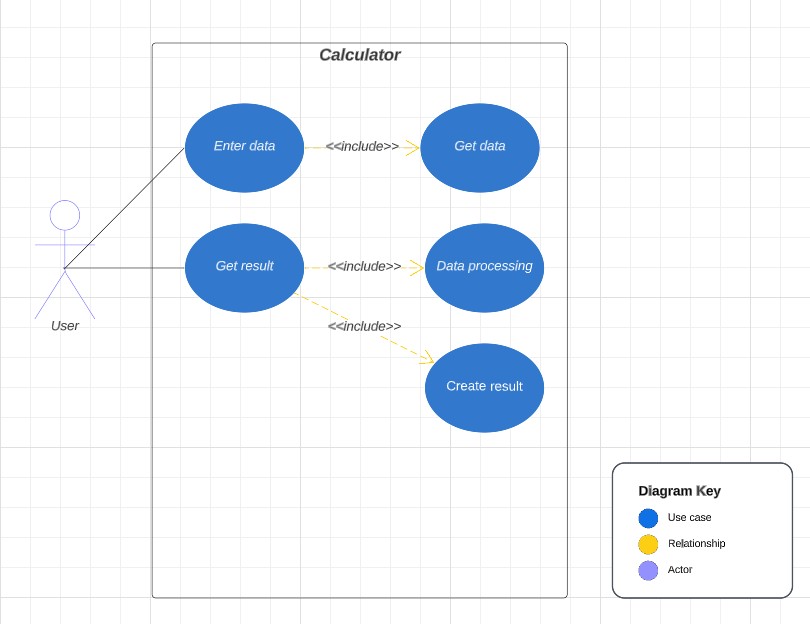 Calculator
Enter data
<<include>>
Get data
Get result
<<include>>
Data processing
<<include>>
User
Create result
Diagram Key
Use case
Relationship
Actor